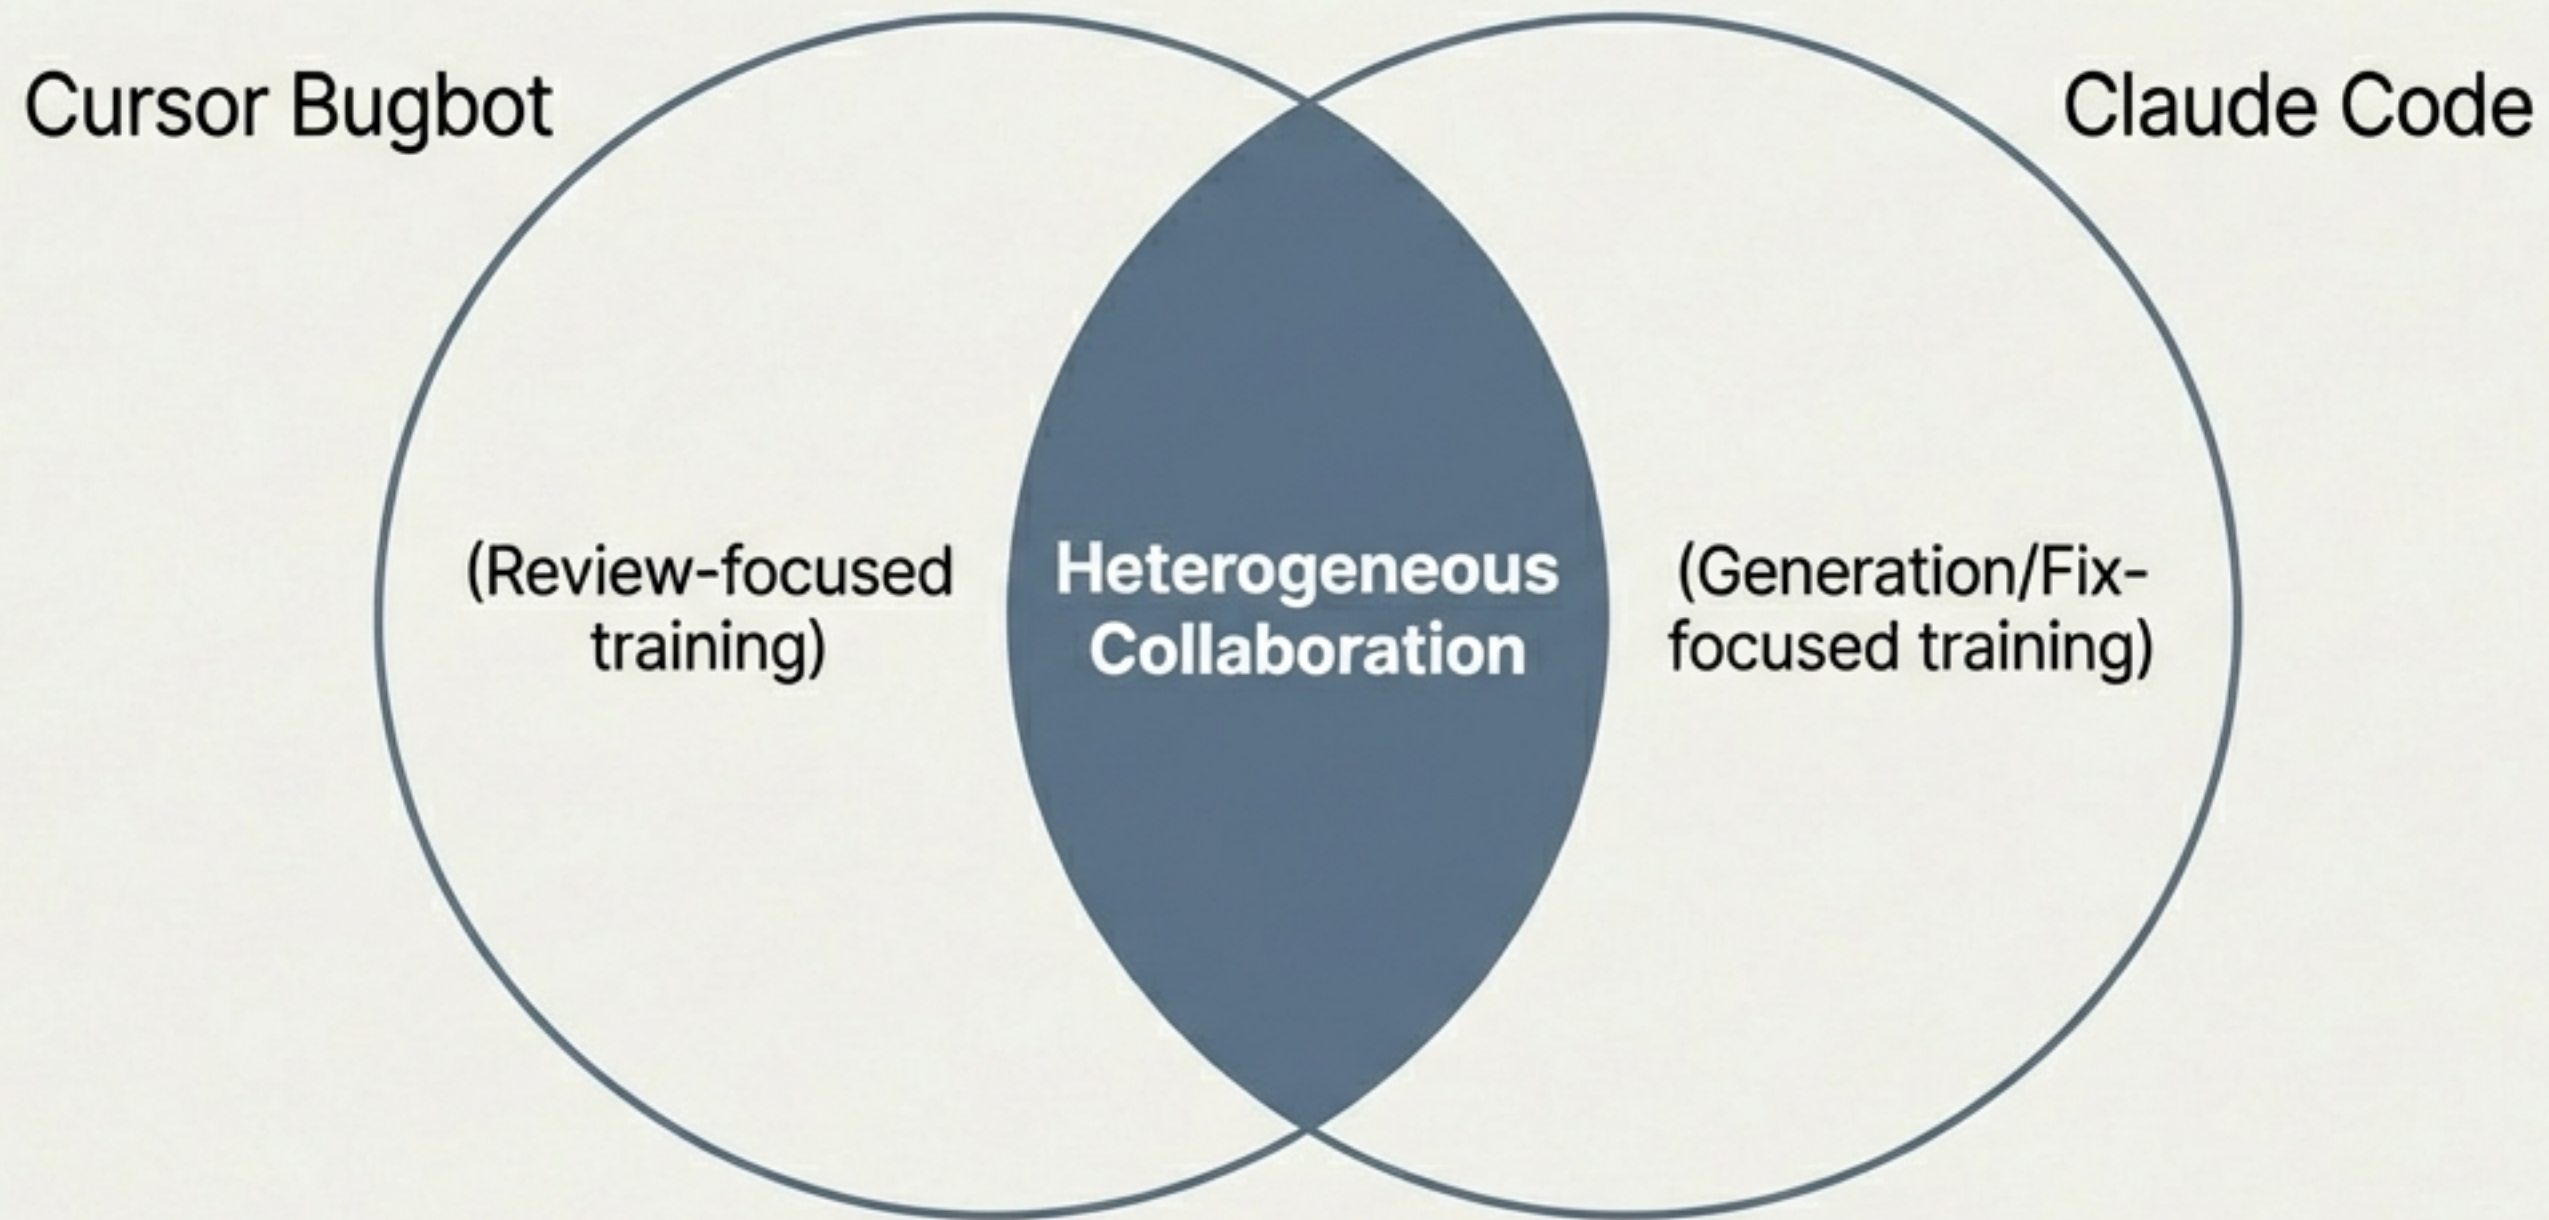 Cursor Bugbot
Claude Code
(Review-focused
training)
Heterogeneous
Collaboration
(Generation/Fix-
focused training)